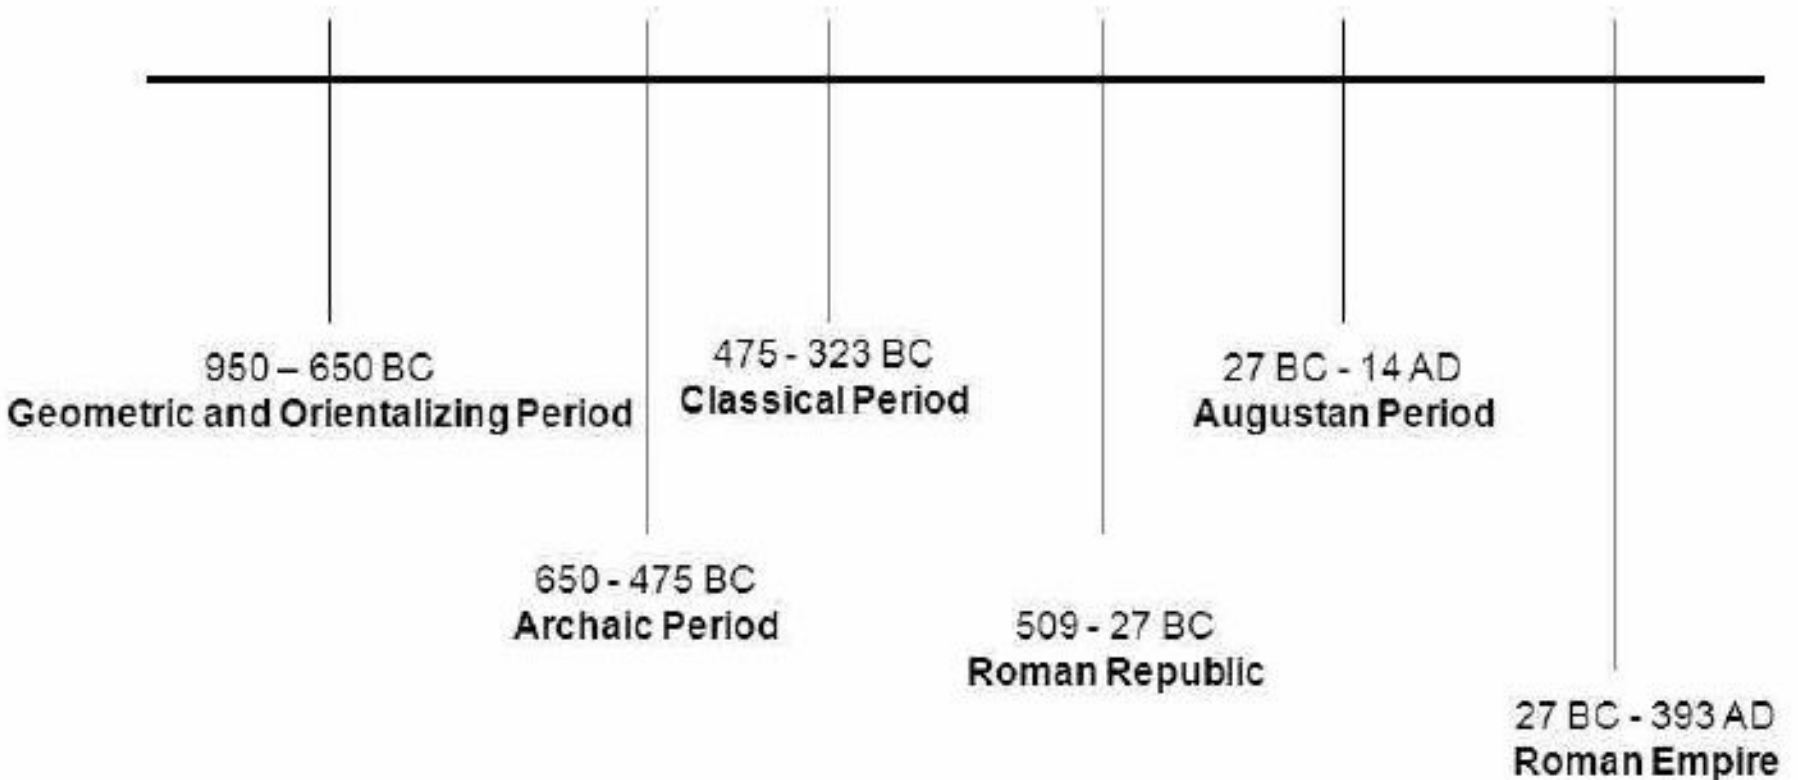 950 – 650 BC
Geometric and Orientalizing Period
475 - 323 BC
Classical Period
27 BC - 14 AD
Augustan Period
650 - 475 BC
Archaic Period
509 - 27 BC
Roman Republic
27 BC - 393 AD
Roman Empire